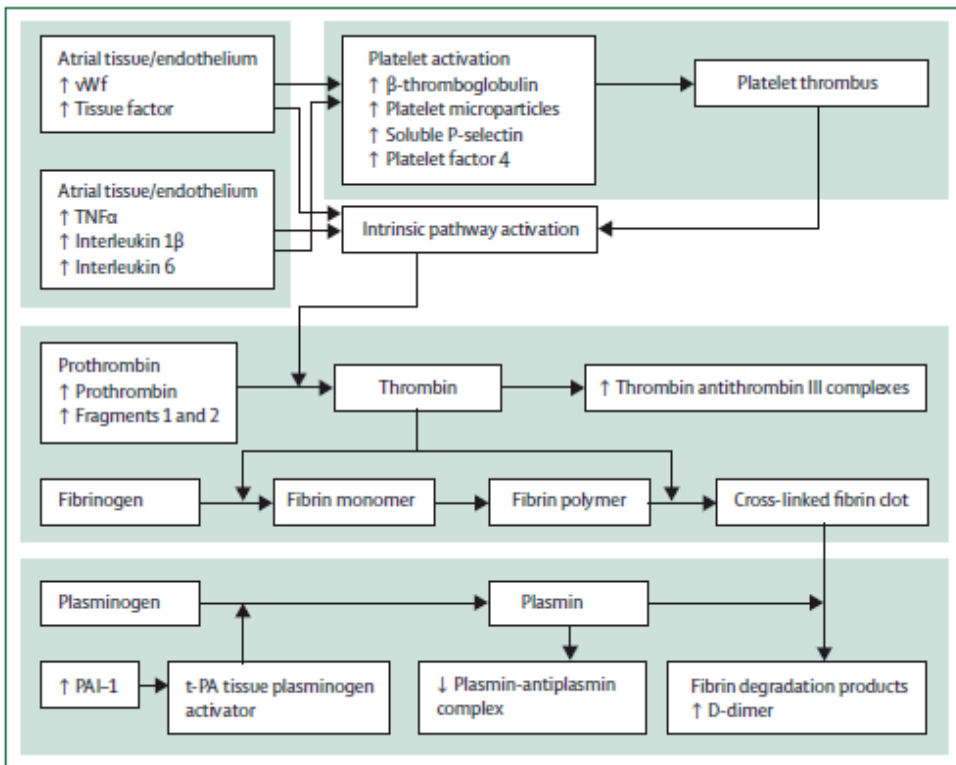 Atrial tissue/endothelium
↑ vWf
↑ Tissue factor
Platelet activation
↑ β-thromboglobulin
↑ Platelet microparticles
↑ Soluble P-selectin
↑ Platelet factor 4
Platelet thrombus
Atrial tissue/endothelium
↑ TNFα
↑ Interleukin 1β
↑ Interleukin 6
Intrinsic pathway activation
Prothrombin
↑ Prothrombin
↑ Fragments 1 and 2
Thrombin
↑ Thrombin antithrombin III complexes
Fibrinogen
Fibrin monomer
Fibrin polymer
Cross-linked fibrin clot
Plasminogen
Plasmin
↑ PAI–1
t-PA tissue plasminogen
activator
↓ Plasmin-antiplasmin
complex
Fibrin degradation products
↑ D-dimer